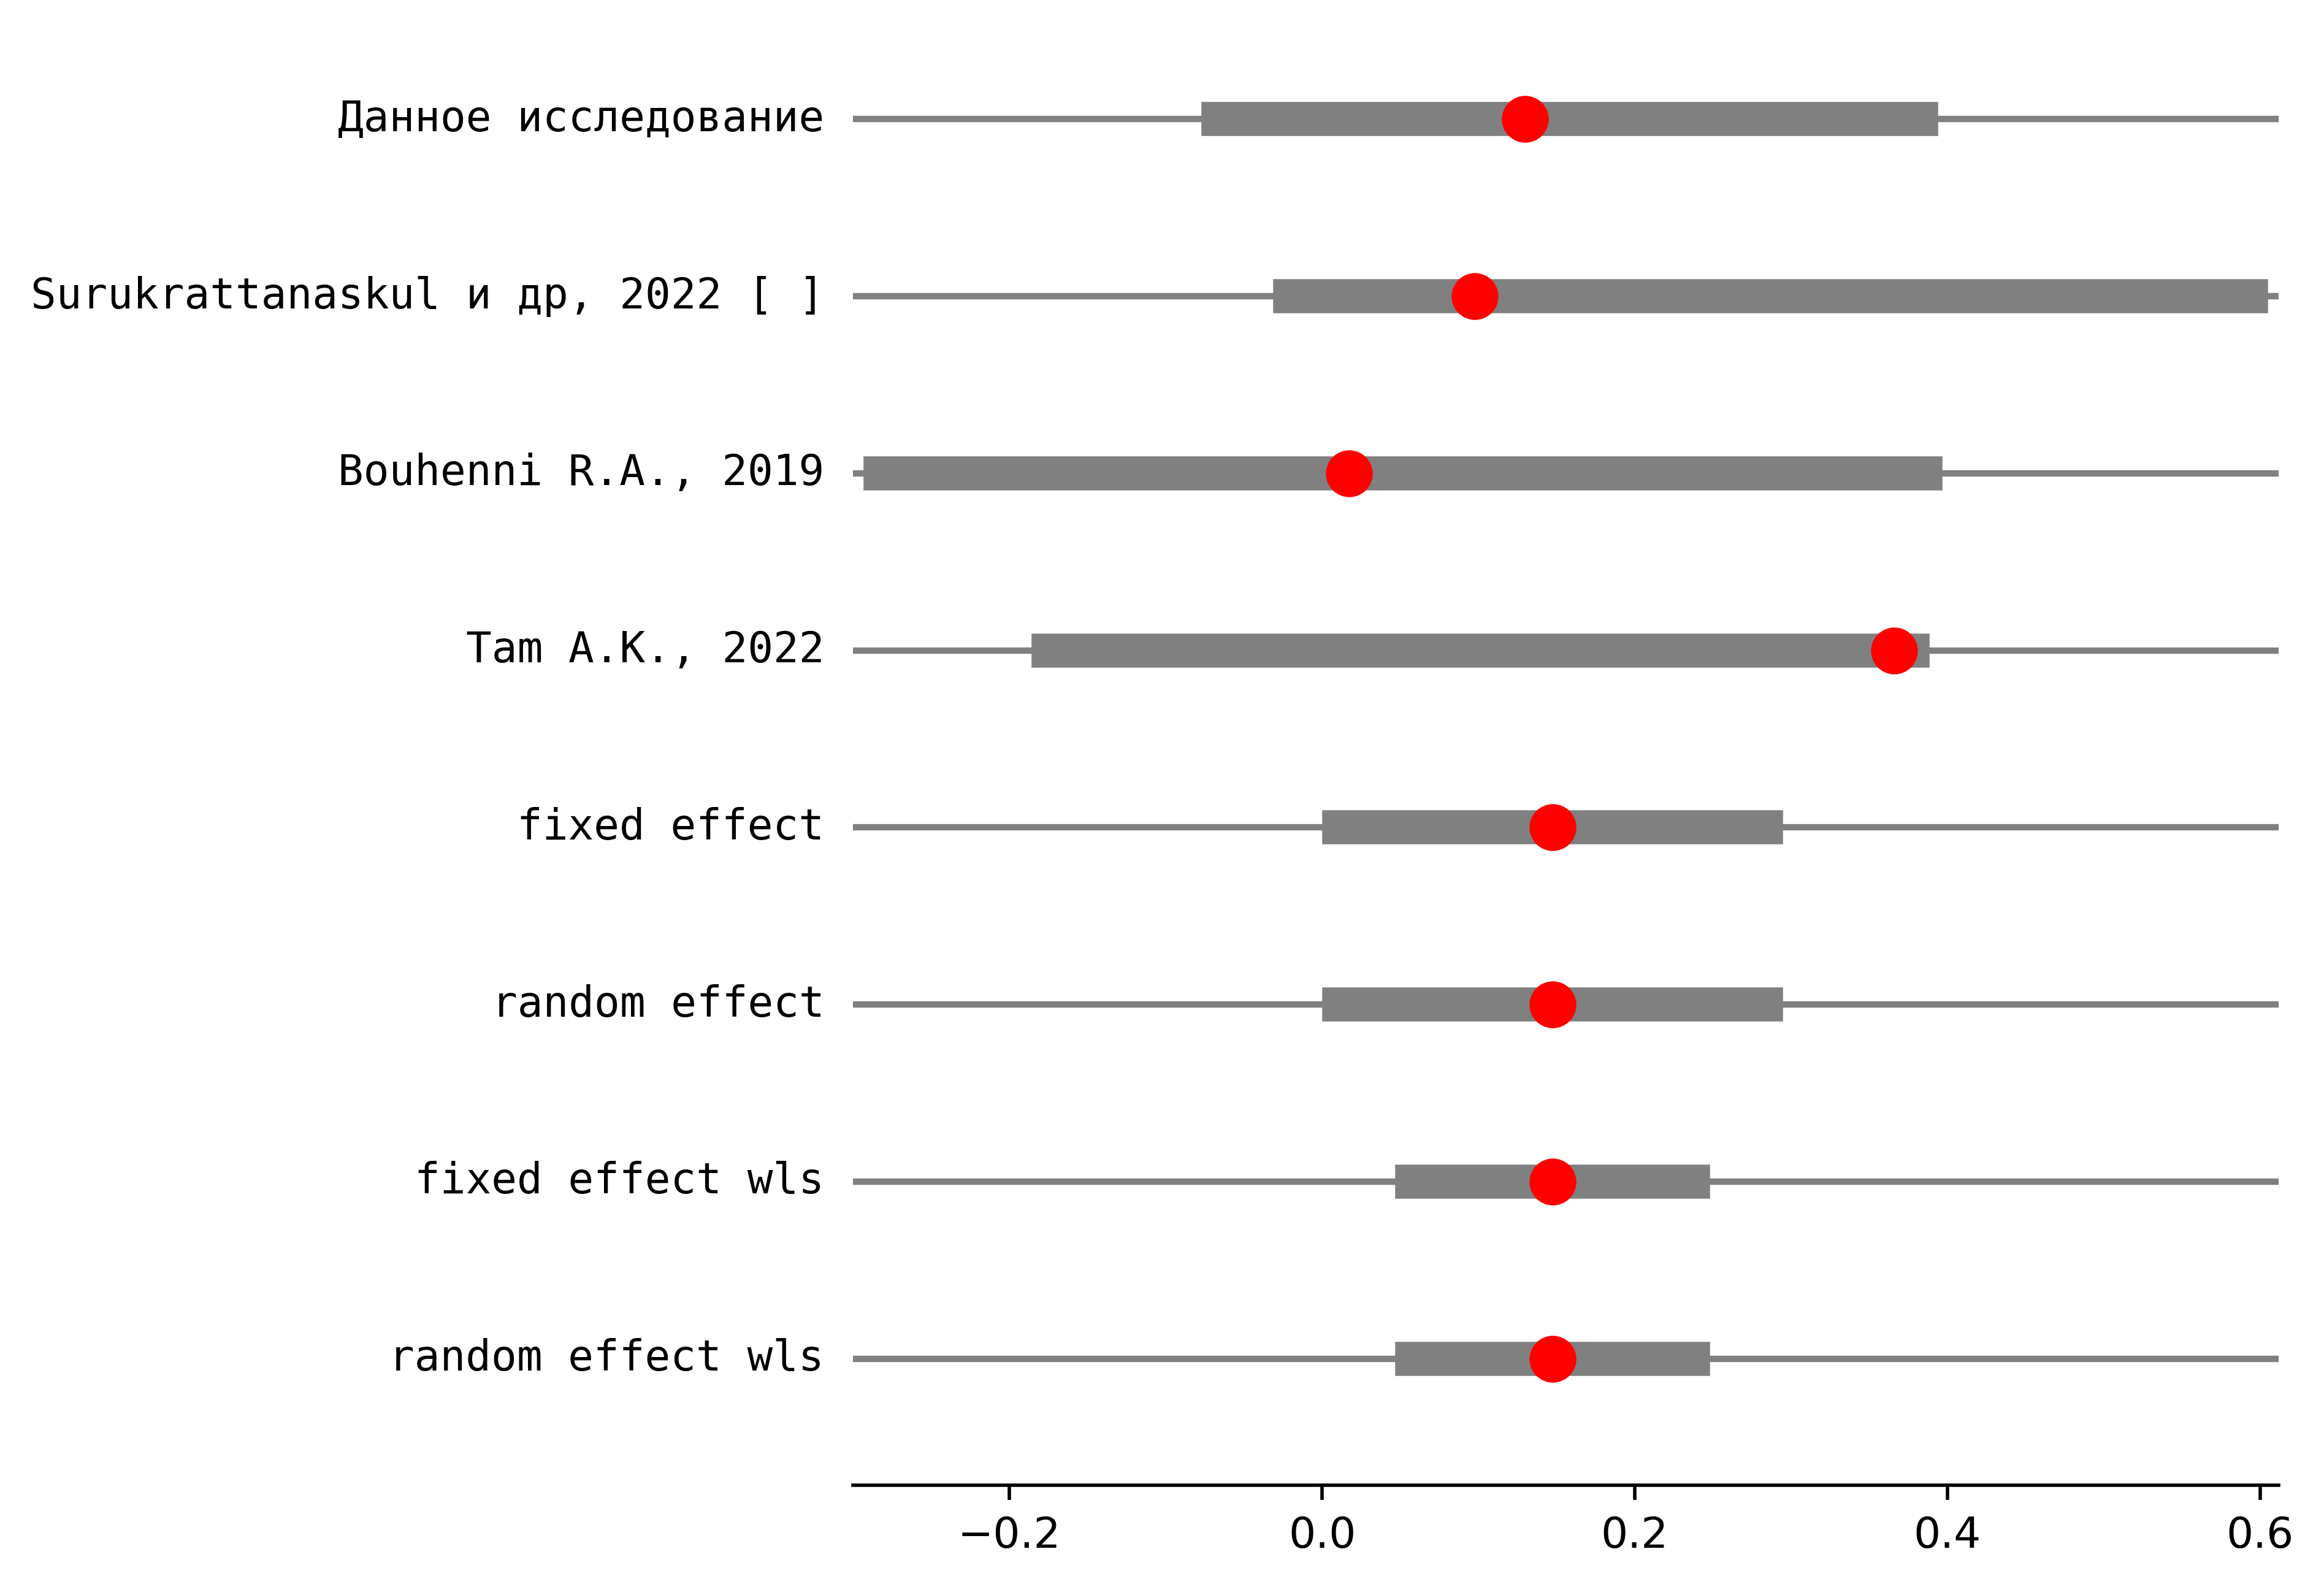 Данное исследование
Surukrattanaskul и др, 2022 [ ]
Bouhenni R.A., 2019
Tam A.K., 2022
fixed effect
random effect
fixed effect wls
random effect wls
−0.2 0.0 0.2 0.4 0.6